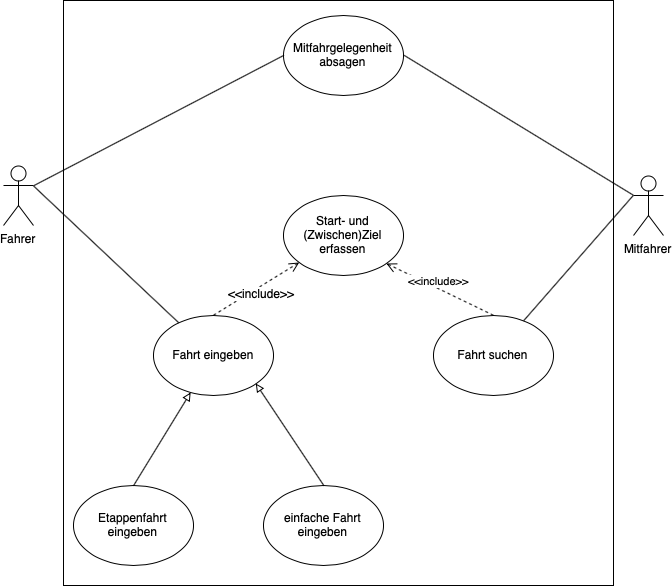 Mitfahrgelegenheit
absagen
Fahrer
Mitfahrer
Start- und
(Zwischen)Ziel
erfassen
<<include>>
<<include>>
Fahrt eingeben
Fahrt suchen
Etappenfahrt
eingeben
einfache Fahrt
eingeben